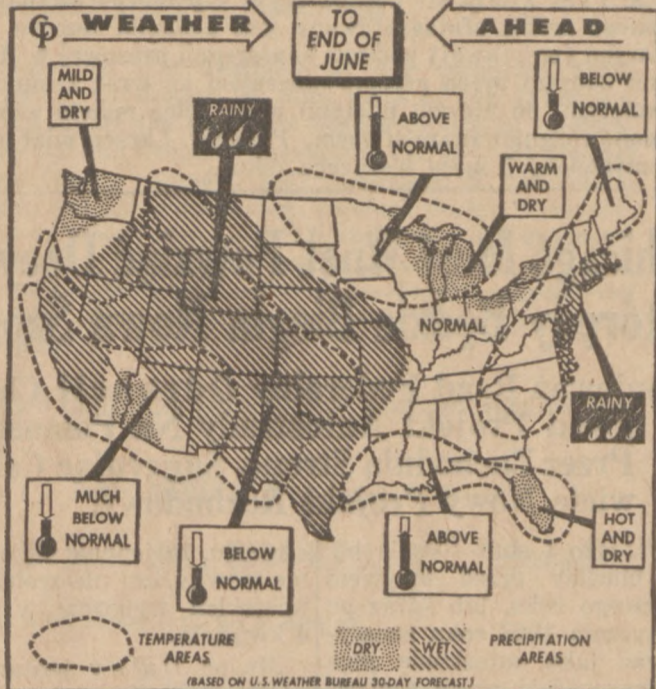 CP WEATHER
TO
END OF
JUNE
AHEAD
MILD
AND
DRY
RAINY
ABOVE
NORMAL
BELOW
NORMAL
WARM
AND
DRY
NORMAL
RAINY
MUCH
BELOW
NORMAL
BELOW
NORMAL
ABOVE
NORMAL
HOT
AND
DRY
TEMPERATURE
AREAS
DRY
WET
PRECIPITATION
AREAS
(BASED ON U.S. WEATHER BUREAU 30-DAY FORECAST.)